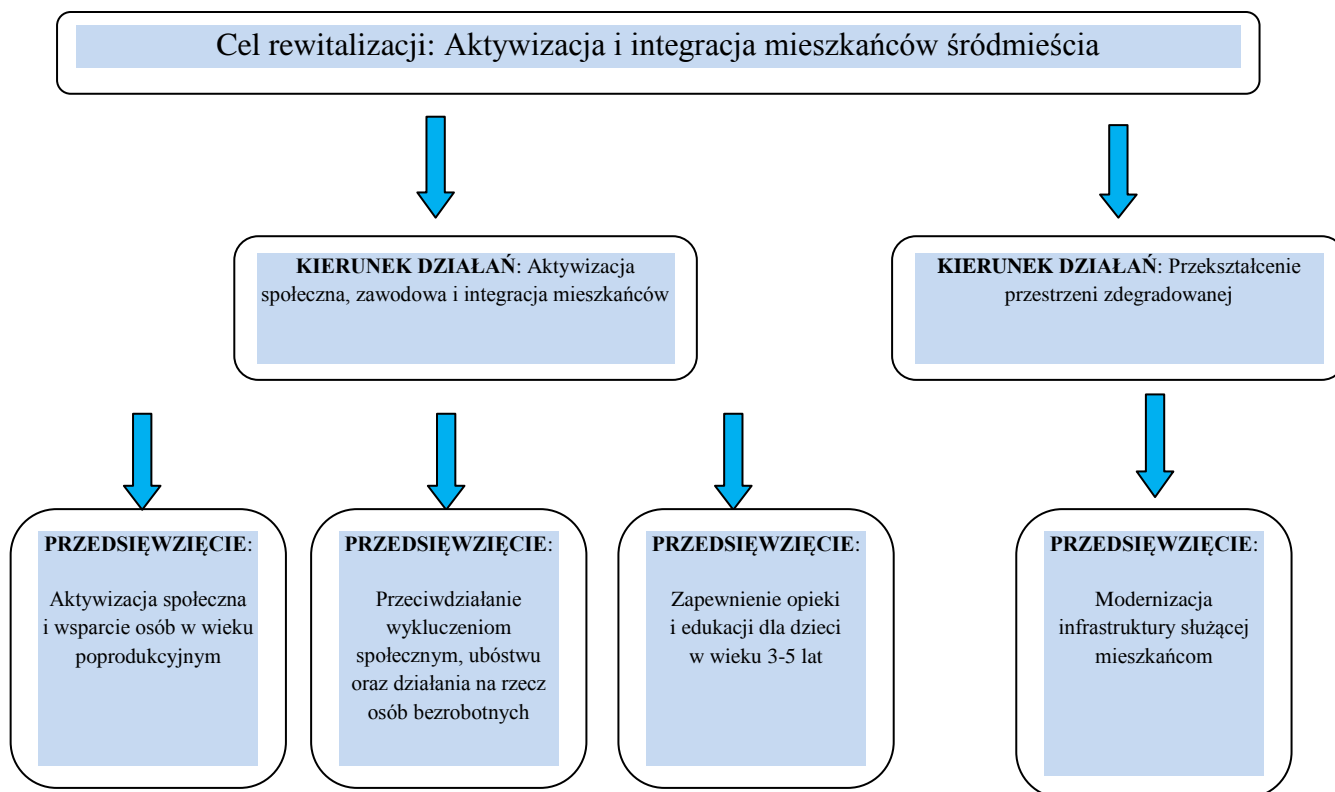 Cel rewitalizacji: Aktywizacja i integracja mieszkańców śródmieścia
KIERUNEK DZIAŁAŃ: Aktywizacja
społeczna, zawodowa i integracja mieszkańców
KIERUNEK DZIAŁAŃ: Przekształcenie
przestrzeni zdegradowanej
PRZEDSIĘWZIĘCIE:
Aktywizacja społeczna
i wsparcie osób w wieku
poprodukcyjnym
PRZEDSIĘWZIĘCIE:
Przeciwdziałanie
wykluczeniom
społecznym, ubóstwu
oraz działania na rzecz
osób bezrobotnych
PRZEDSIĘWZIĘCIE:
Zapewnienie opieki
i edukacji dla dzieci
w wieku 3-5 lat
PRZEDSIĘWZIĘCIE:
Modernizacja
infrastruktury służącej
mieszkańcom